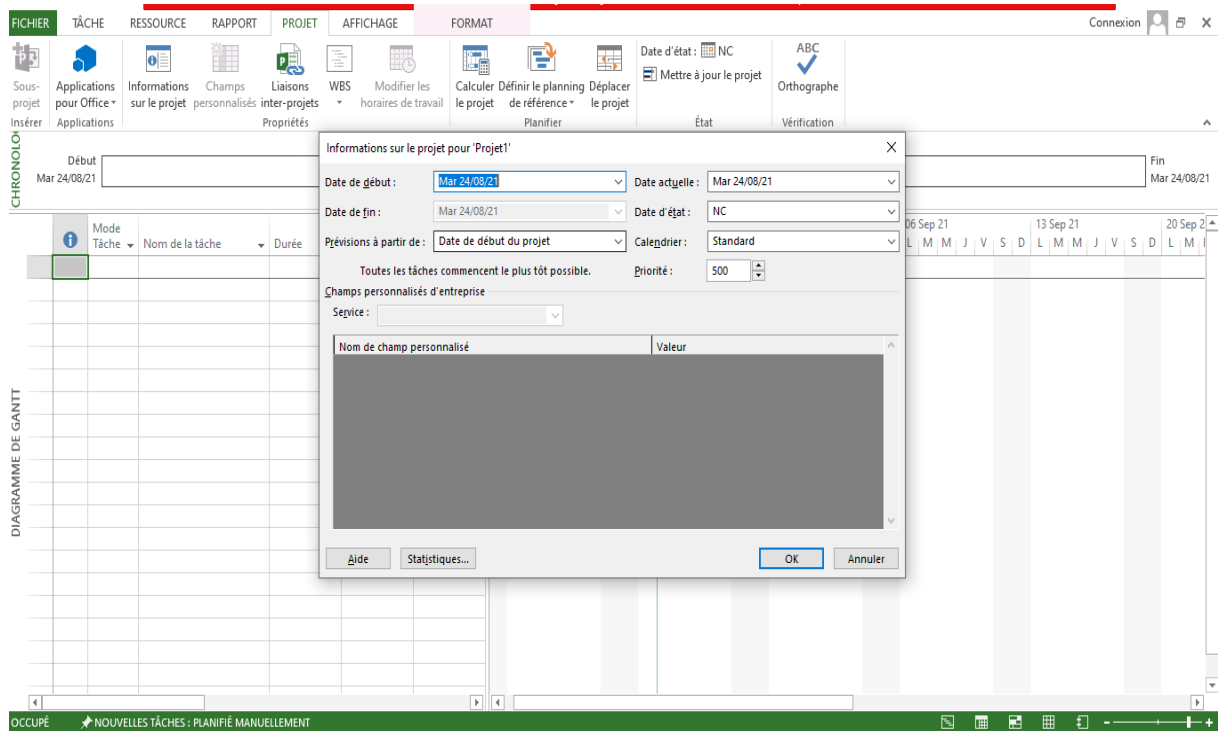 FICHIER TÂCHE RESSOURCE RAPPORT PROJET AFFICHAGE FORMAT Connexion
Sous-projet
Applications pour Office
Informations sur le projet
Champs personnalisés
Liaisons inter-projets
WBS
Modifier les horaires de travail
Calculer le projet
Définir le planning de référence
Déplacer le projet
Date d'état : NC
Mettre à jour le projet
ABC
Orthographe
Insérer Applications Propriétés Planifier État Vérification
Début
Mar 24/08/21
Fin
Mar 24/08/21
Informations sur le projet pour 'Projet1'
Date de début : Mar 24/08/21 Date actuelle : Mar 24/08/21
Date de fin : Mar 24/08/21 Date d'état : NC
Prévisions à partir de : Date de début du projet Calendrier : Standard
Toutes les tâches commencent le plus tôt possible. Priorité : 500
Champs personnalisés d'entreprise
Service :
Nom de champ personnalisé Valeur
Aide Statistiques... OK Annuler
Mode Tâche
Nom de la tâche
Durée
06 Sep 21 13 Sep 21 20 Sep 2
L M M J V S D L M M J V S D L M
DIAGRAMME DE GANTT
OCCUPÉ NOUVELLES TÂCHES : PLANIFIÉ MANUELLEMENT